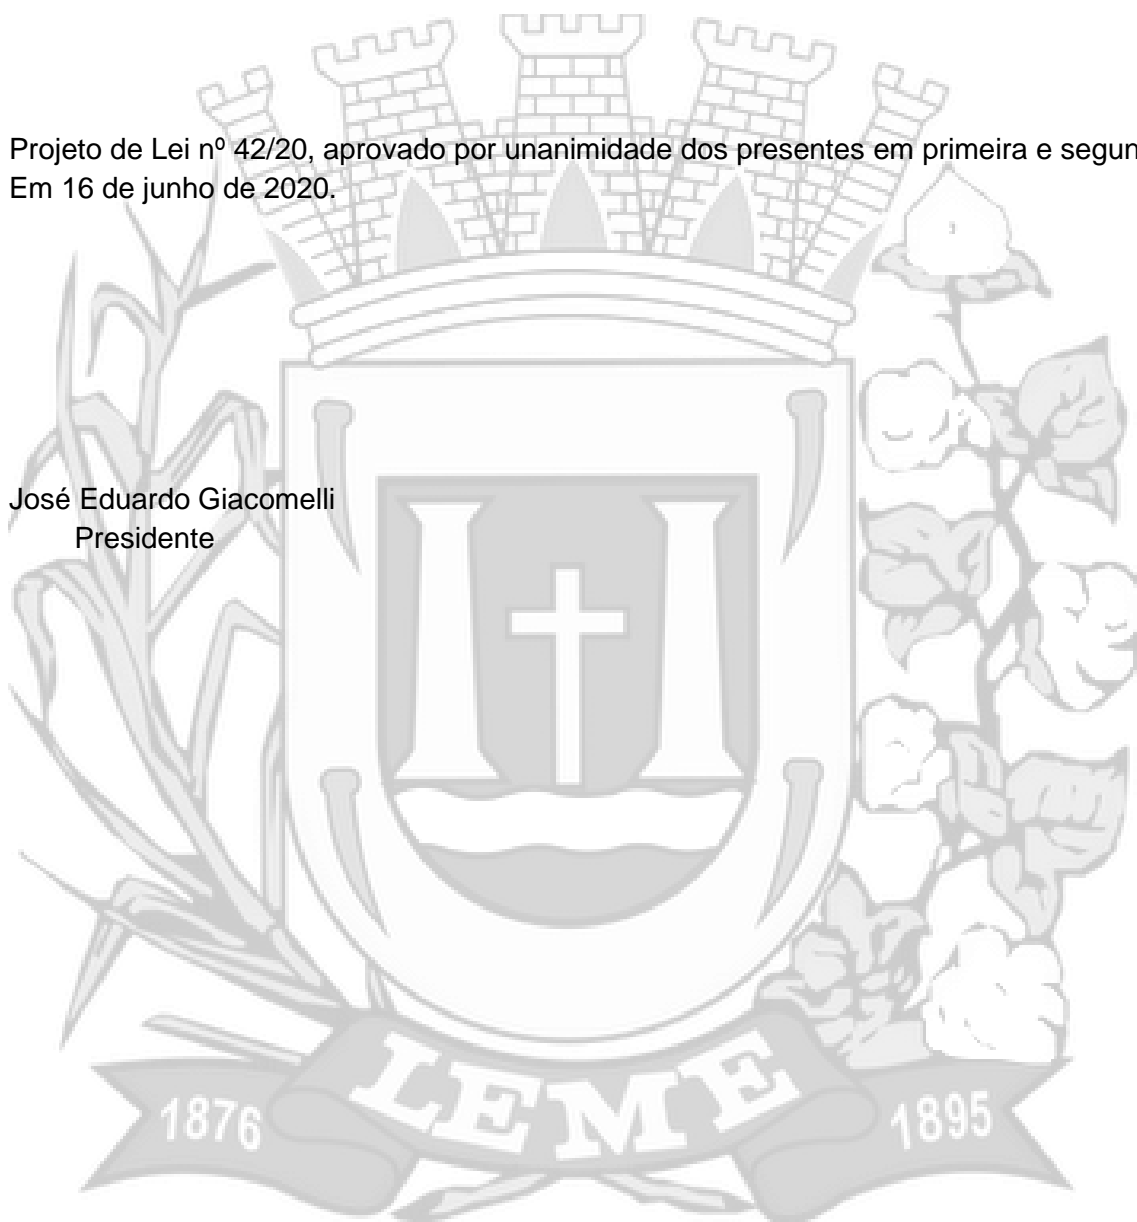 Projeto de Lei nº 42/20, aprovado por unanimidade dos presentes em primeira e segun
Em 16 de junho de 2020.
José Eduardo Giacomelli
Presidente
1876
LEME
1895